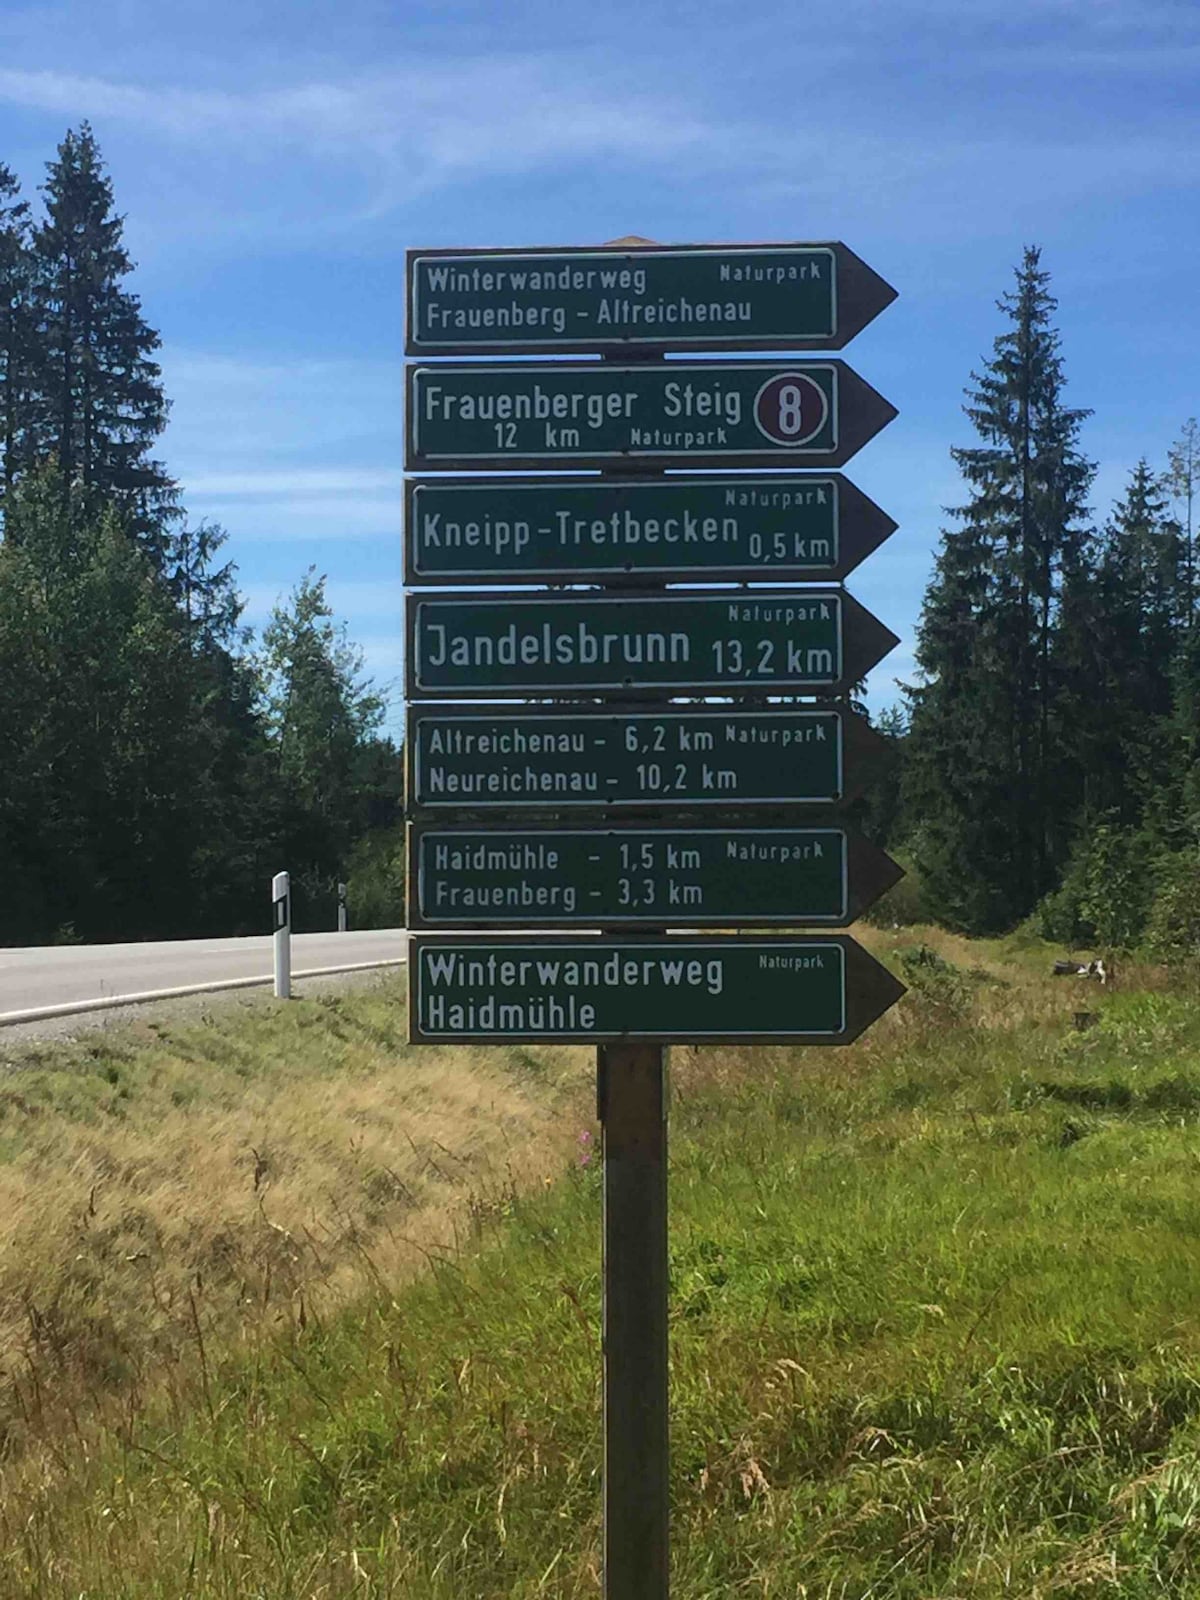 Winterwanderweg Naturpark
Frauenberg - Altreichenau
Frauenberger Steig 8
12 km Naturpark
Naturpark
Kneipp-Tretbecken 0,5 km
Naturpark
Jandelsbrunn 13,2 km
Altreichenau - 6,2 km Naturpark
Neureichenau - 10,2 km
Haidmühle - 1,5 km Naturpark
Frauenberg - 3,3 km
Winterwanderweg Naturpark
Haidmühle